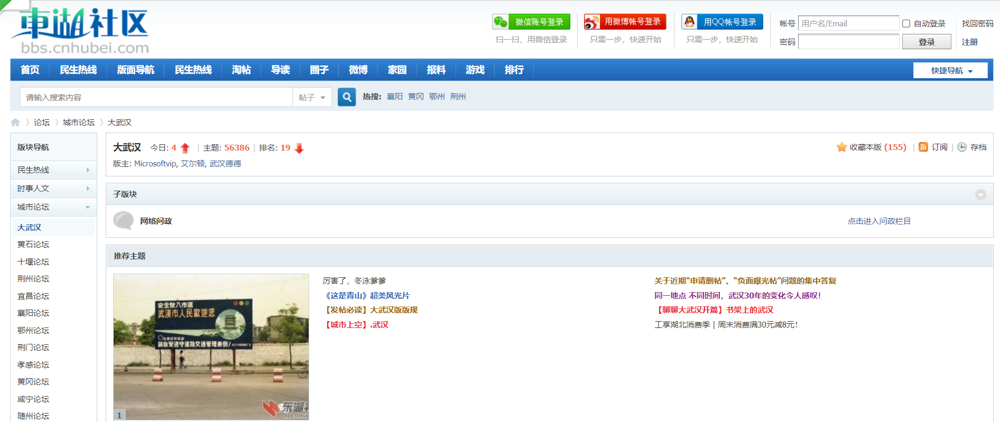 東湖社区
bbs.cnhubei.com
微信账号登录
扫一扫，用微信登录
用微博帐号登录
只需一步，快速开始
用QQ帐号登录
只需一步，快速开始
帐号 用户名/Email 自动登录 找回密码
密码 登录 注册
首页 民生热线 版面导航 民生热线 淘帖 导读 圈子 微博 家园 报料 游戏 排行 快捷导航
请输入搜索内容 帖子 热搜: 襄阳 黄冈 鄂州 荆州
论坛 〉 城市论坛 〉 大武汉
版块导航
民生热线
时事人文
城市论坛
大武汉
黄石论坛
十堰论坛
荆州论坛
宜昌论坛
襄阳论坛
鄂州论坛
荆门论坛
孝感论坛
黄冈论坛
咸宁论坛
随州论坛
大武汉 今日: 4 | 主题: 56386 | 排名: 19
收藏本版 (155) | 订阅 | 存档
版主: Microsoftvip, 艾尔顿, 武汉德德
子版块
网络问政 点击进入问政栏目
推荐主题
安全駛入市區
武漢市人民歡迎您
請自覺遵守道路交通管理条例!
东湖社
bbs.cnhub
1
厉害了，冬泳爹爹
《这是青山》超美风光片
【发帖必读】大武汉版版规
【城市上空】.武汉
关于近期“申请删帖”、“负面曝光帖”问题的集中答复
同一地点 不同时间，武汉30年的变化令人感叹！
【聊聊大武汉开篇】书架上的武汉
工享湖北消费季 | 周末消费满30元减8元！